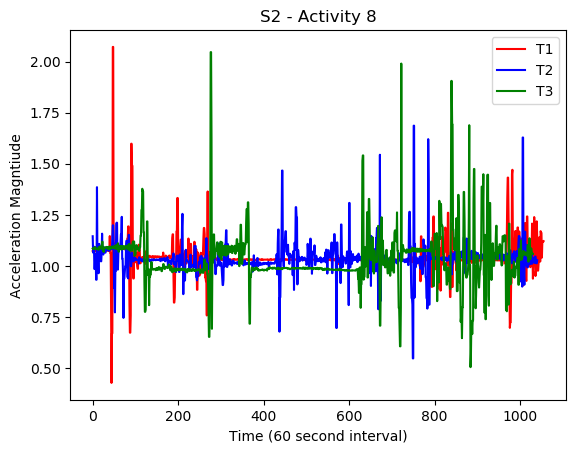 S2 - Activity 8
Acceleration Magntiude
2.00
1.75
1.50
1.25
1.00
0.75
0.50
T1
T2
T3
0
200
400
600
800
1000
Time (60 second interval)